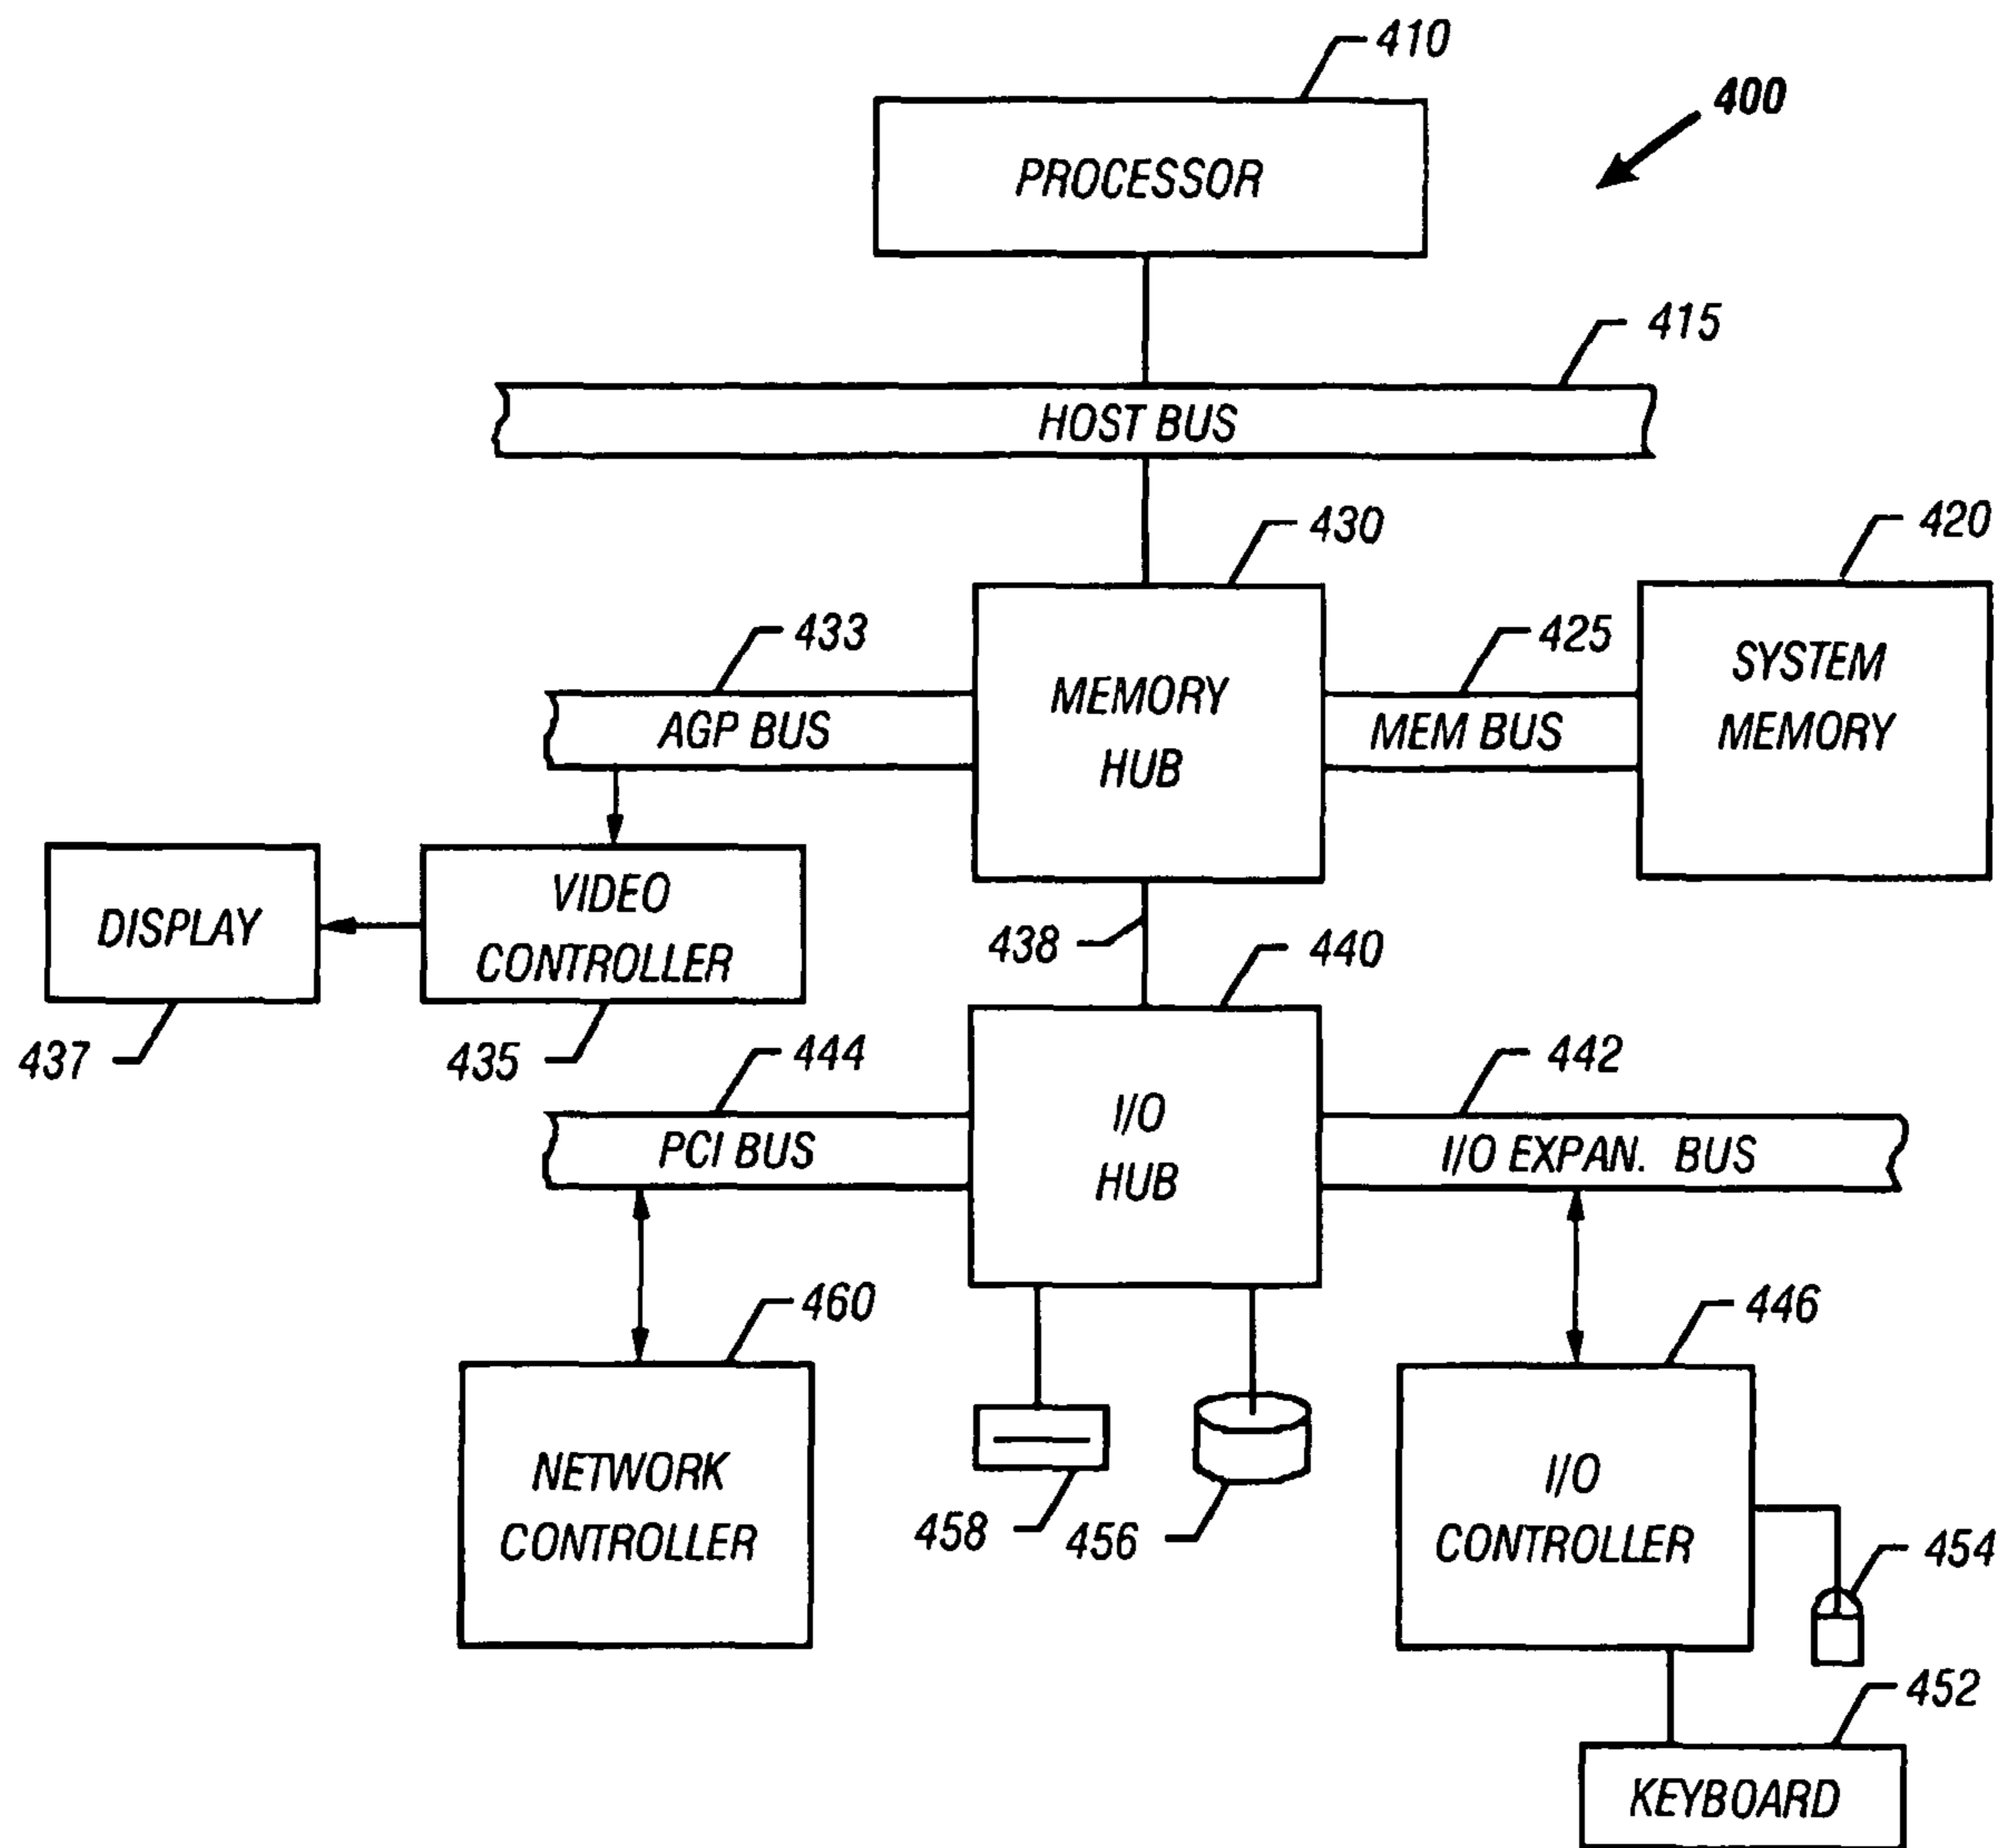 410
400
PROCESSOR
415
HOST BUS
430
420
433
425
SYSTEM
MEMORY
MEMORY
HUB
AGP BUS
MEM BUS
VIDEO
CONTROLLER
DISPLAY
438
440
437
435
444
442
I/O
HUB
PCI BUS
I/O EXPAN. BUS
460
446
NETWORK
CONTROLLER
458
456
I/O
CONTROLLER
454
452
KEYBOARD